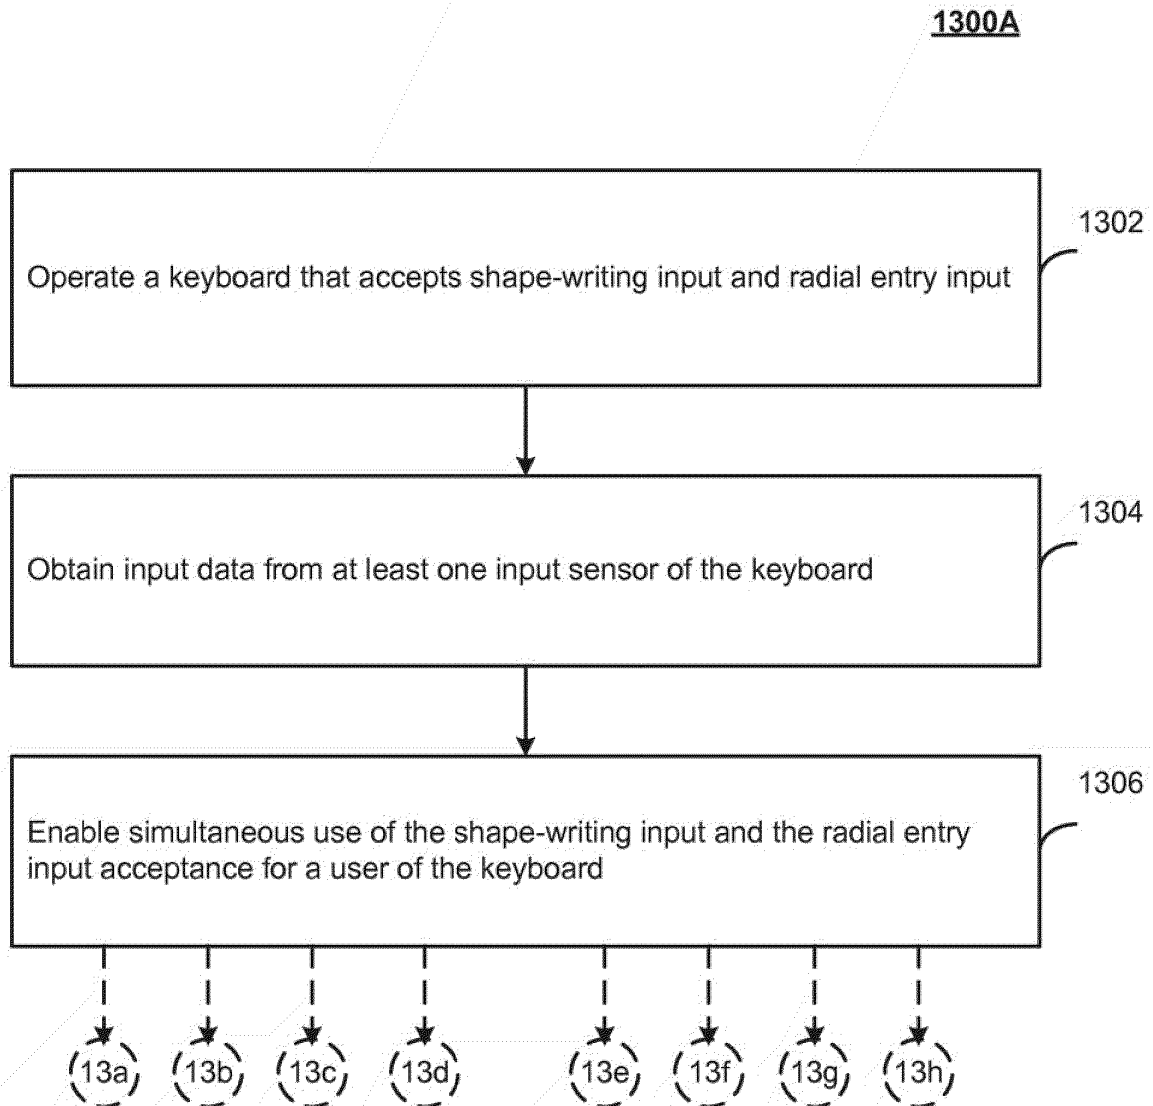 1300A
1302
Operate a keyboard that accepts shape-writing input and radial entry input
1304
Obtain input data from at least one input sensor of the keyboard
1306
Enable simultaneous use of the shape-writing input and the radial entry
input acceptance for a user of the keyboard
13a 13b 13c 13d 13e 13f 13g 13h